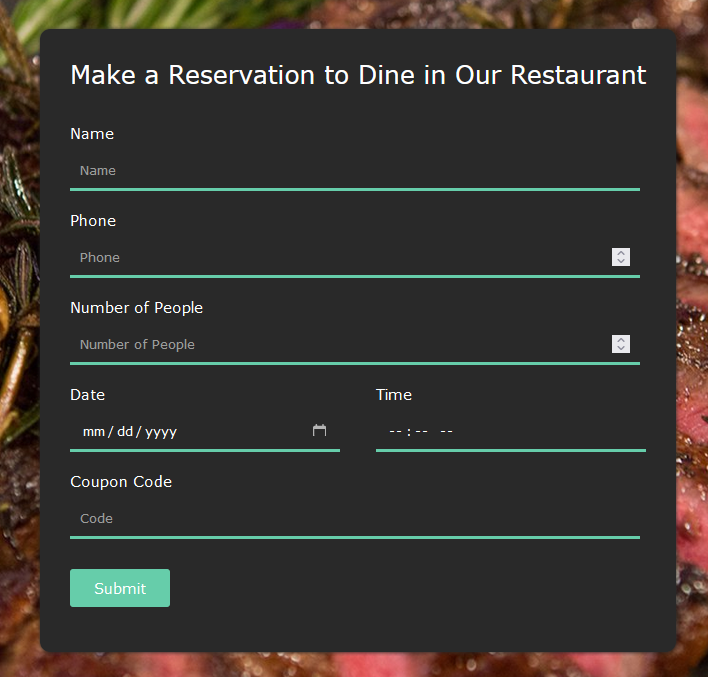 Make a Reservation to Dine in Our Restaurant
Name
Name
Phone
Phone
Number of People
Number of People
Date Time
mm/dd/yyyy --:-- --
Coupon Code
Code
Submit